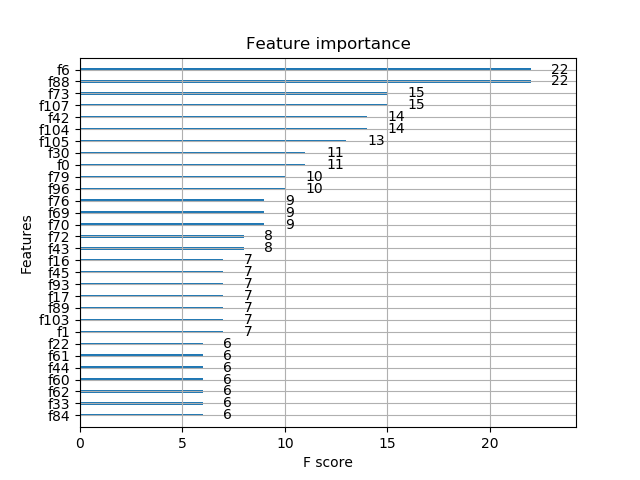 Feature importance
Features
f6 22
f88 22
f73 15
f107 15
f42 14
f104 14
f105 13
f30 11
f0 11
f79 10
f96 10
f76 9
f69 9
f70 9
f72 8
f43 8
f16 7
f45 7
f93 7
f17 7
f89 7
f103 7
f1 7
f22 6
f61 6
f44 6
f60 6
f62 6
f33 6
f84 6
0 5 10 15 20
F score